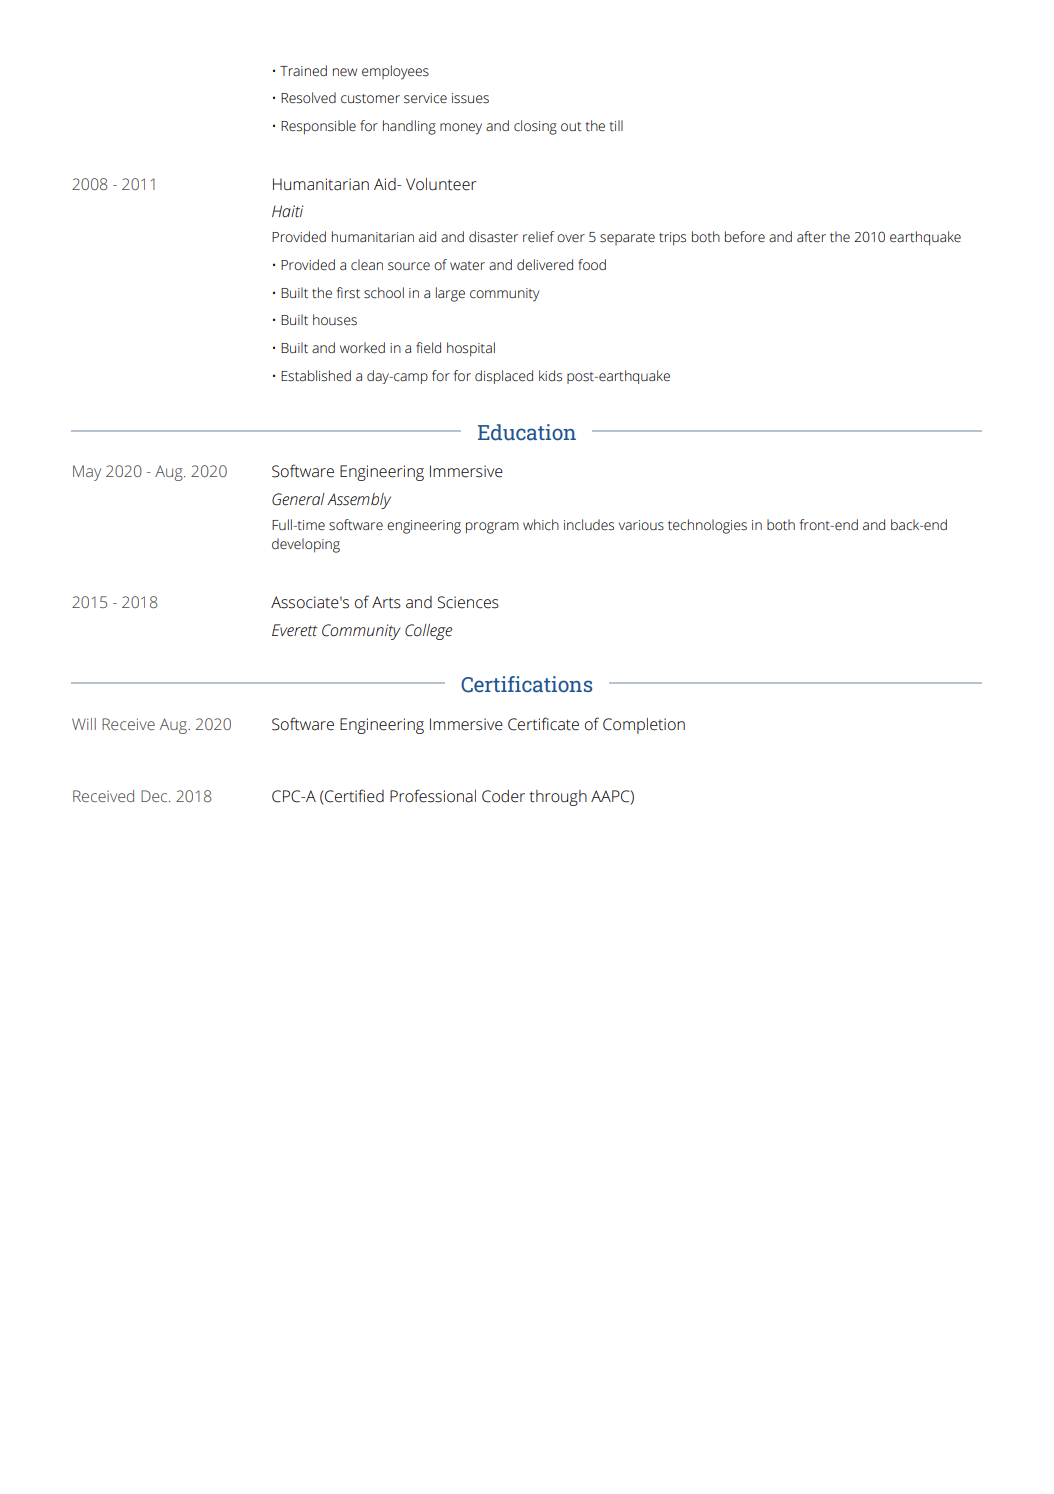 • Trained new employees
• Resolved customer service issues
• Responsible for handling money and closing out the till
2008 - 2011
Humanitarian Aid- Volunteer
Haiti
Provided humanitarian aid and disaster relief over 5 separate trips both before and after the 2010 earthquake
• Provided a clean source of water and delivered food
• Built the first school in a large community
• Built houses
• Built and worked in a field hospital
• Established a day-camp for for displaced kids post-earthquake
Education
May 2020 - Aug. 2020
Software Engineering Immersive
General Assembly
Full-time software engineering program which includes various technologies in both front-end and back-end
developing
2015 - 2018
Associate's of Arts and Sciences
Everett Community College
Certifications
Will Receive Aug. 2020
Software Engineering Immersive Certificate of Completion
Received Dec. 2018
CPC-A (Certified Professional Coder through AAPC)